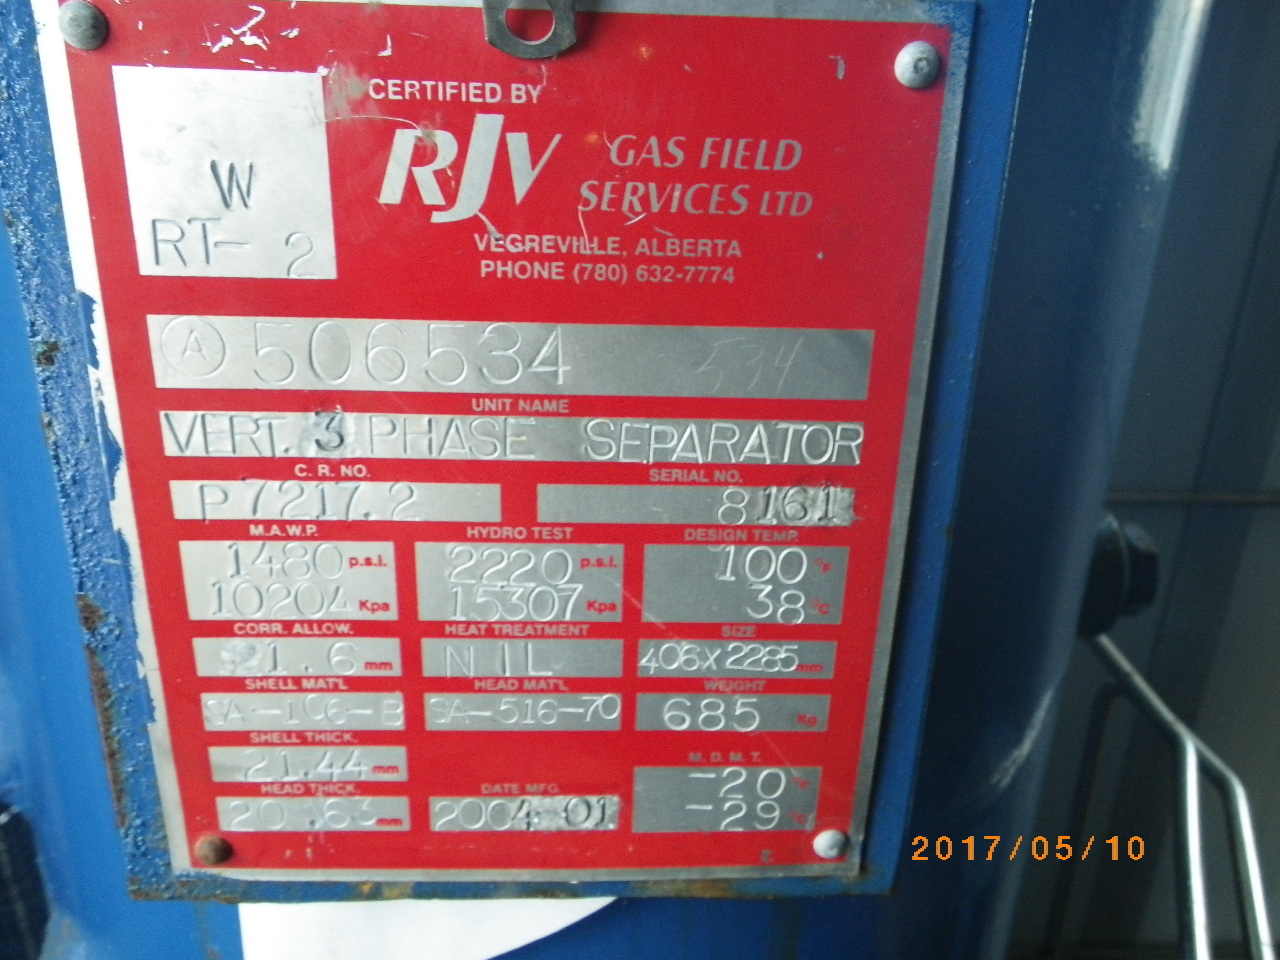 CERTIFIED BY
RJV GAS FIELD
SERVICES LTD
VEGREVILLE, ALBERTA
PHONE (780) 632-7774
W
RT-2
A 506534 534
UNIT NAME
VERT. 3 PHASE SEPARATOR
C. R. NO. SERIAL NO.
P 7217.2 8161
M.A.W.P. HYDRO TEST DESIGN TEMP.
1480 p.s.i. 2220 p.s.i. 100 °F
10204 Kpa 15307 Kpa 38 °C
CORR. ALLOW. HEAT TREATMENT SIZE
1.6 mm NIL 406X2285 mm
SHELL MAT'L HEAD MAT'L WEIGHT
SA-106-B SA-516-70 685 Kg
SHELL THICK. M. D. M. T.
21.44 mm -20 °F
HEAD THICK. DATE MFG.
20.63 mm 2004 01 -29 °C
2017/05/10